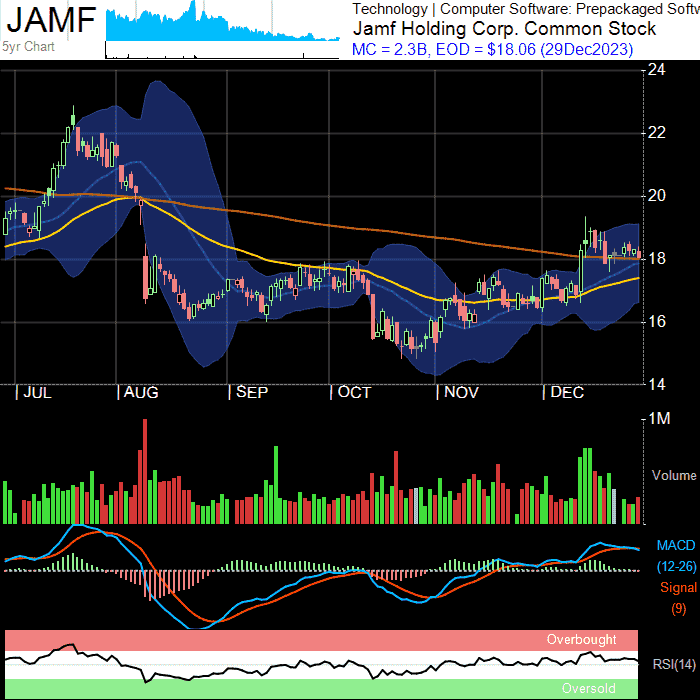 JAMF
5yr Chart
Technology | Computer Software: Prepackaged Softw
Jamf Holding Corp. Common Stock
MC = 2.3B, EOD = $18.06 (29Dec2023)
24
22
20
18
16
14
JUL AUG SEP OCT NOV DEC
1M
Volume
MACD
(12-26)
Signal
(9)
Overbought
RSI(14)
Oversold